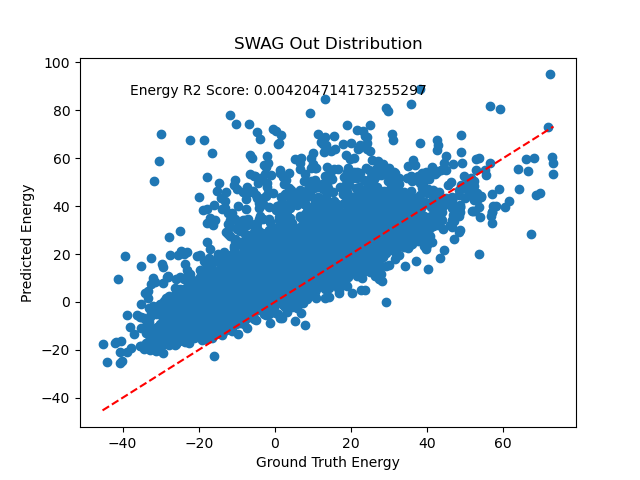 SWAG Out Distribution
Energy R2 Score: 0.004204714173255297
100
80
60
40
20
0
−20
−40
Predicted Energy
−40 −20 0 20 40 60
Ground Truth Energy